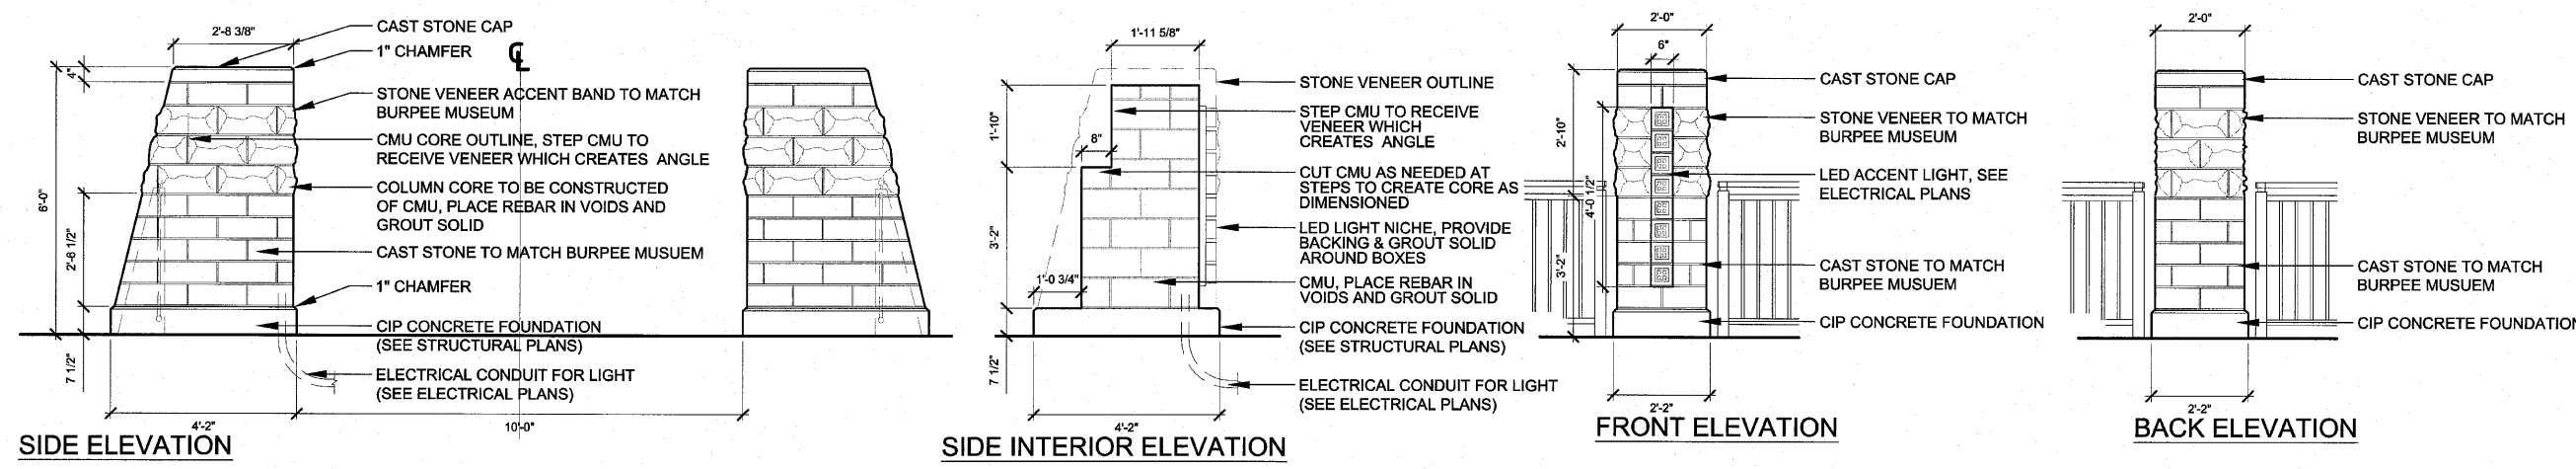 2'-8 3/8"
CAST STONE CAP
1" CHAMFER
CL
4"
STONE VENEER ACCENT BAND TO MATCH
BURPEE MUSEUM
CMU CORE OUTLINE, STEP CMU TO
RECEIVE VENEER WHICH CREATES ANGLE
COLUMN CORE TO BE CONSTRUCTED
OF CMU, PLACE REBAR IN VOIDS AND
GROUT SOLID
6'-0"
2'-6 1/2"
CAST STONE TO MATCH BURPEE MUSUEM
1" CHAMFER
CIP CONCRETE FOUNDATION
(SEE STRUCTURAL PLANS)
7 1/2"
ELECTRICAL CONDUIT FOR LIGHT
(SEE ELECTRICAL PLANS)
4'-2"
10'-0"
SIDE ELEVATION
1'-11 5/8"
STONE VENEER OUTLINE
STEP CMU TO RECEIVE
VENEER WHICH
CREATES ANGLE
1'-10"
8"
CUT CMU AS NEEDED AT
STEPS TO CREATE CORE AS
DIMENSIONED
3'-2"
LED LIGHT NICHE, PROVIDE
BACKING & GROUT SOLID
AROUND BOXES
1'-0 3/4"
CMU, PLACE REBAR IN
VOIDS AND GROUT SOLID
CIP CONCRETE FOUNDATION
(SEE STRUCTURAL PLANS)
7 1/2"
ELECTRICAL CONDUIT FOR LIGHT
(SEE ELECTRICAL PLANS)
4'-2"
SIDE INTERIOR ELEVATION
2'-0"
6"
CAST STONE CAP
STONE VENEER TO MATCH
BURPEE MUSEUM
2'-10"
LED ACCENT LIGHT, SEE
ELECTRICAL PLANS
4'-0 1/2"
3'-2"
CAST STONE TO MATCH
BURPEE MUSUEM
CIP CONCRETE FOUNDATION
2'-2"
FRONT ELEVATION
2'-0"
CAST STONE CAP
STONE VENEER TO MATCH
BURPEE MUSEUM
CAST STONE TO MATCH
BURPEE MUSUEM
CIP CONCRETE FOUNDATION
2'-2"
BACK ELEVATION